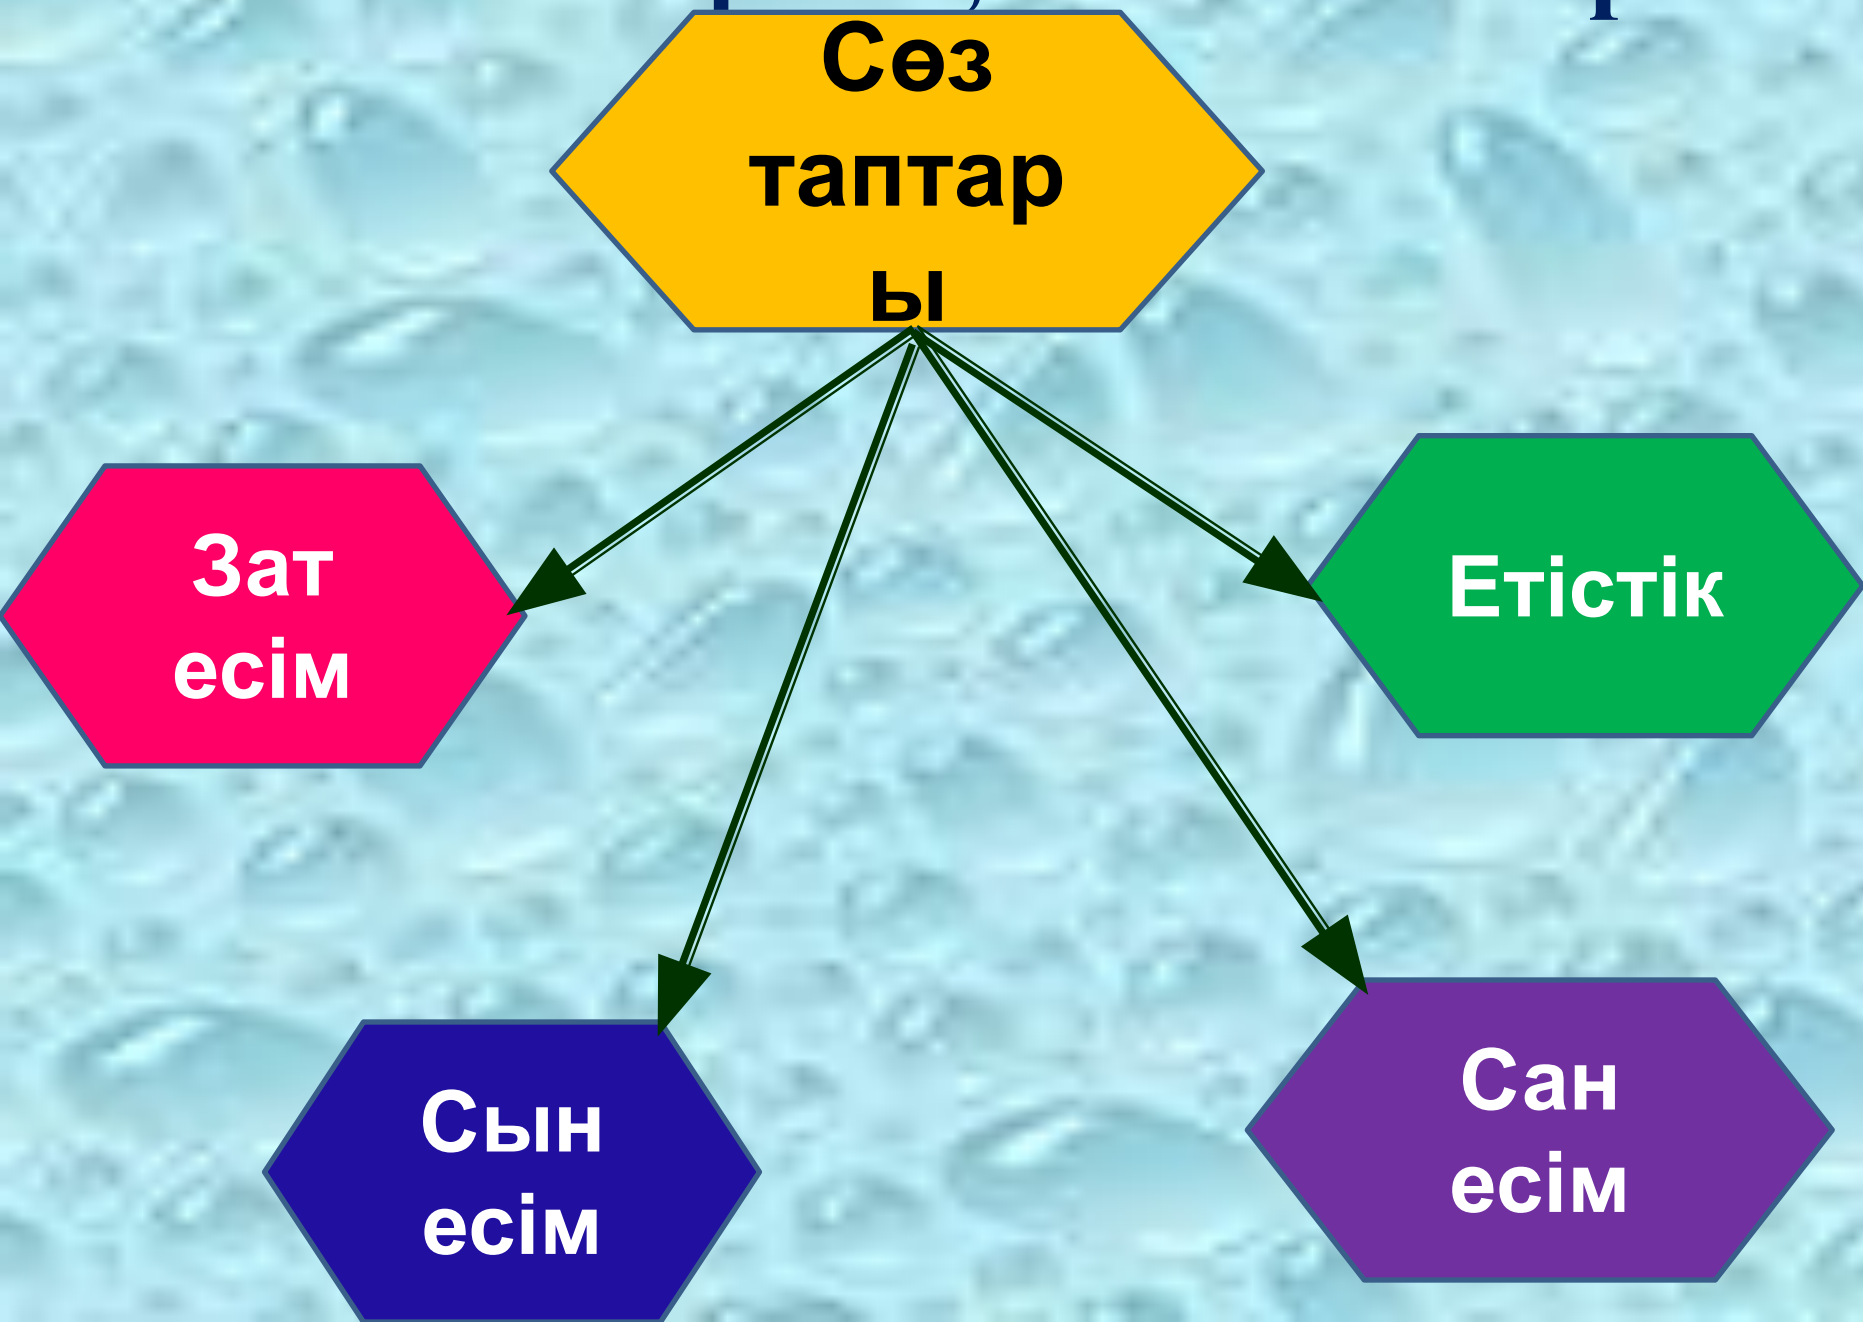 Сөз
таптар
ы
Зат
есім
Етістік
Сын
есім
Сан
есім